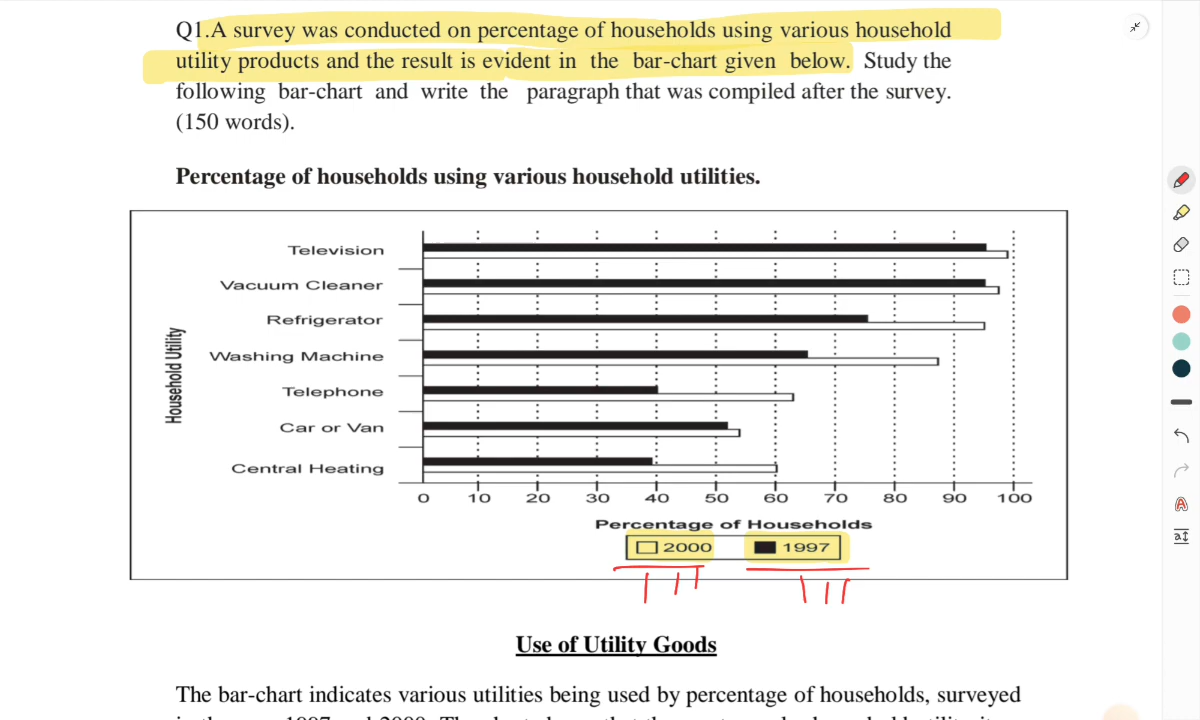 Q1.A survey was conducted on percentage of households using various household
utility products and the result is evident in the bar-chart given below. Study the
following bar-chart and write the paragraph that was compiled after the survey.
(150 words).
Percentage of households using various household utilities.
Household Utility
Television
Vacuum Cleaner
Refrigerator
Washing Machine
Telephone
Car or Van
Central Heating
0 10 20 30 40 50 60 70 80 90 100
Percentage of Households
2000 1997
Use of Utility Goods
The bar-chart indicates various utilities being used by percentage of households, surveyed